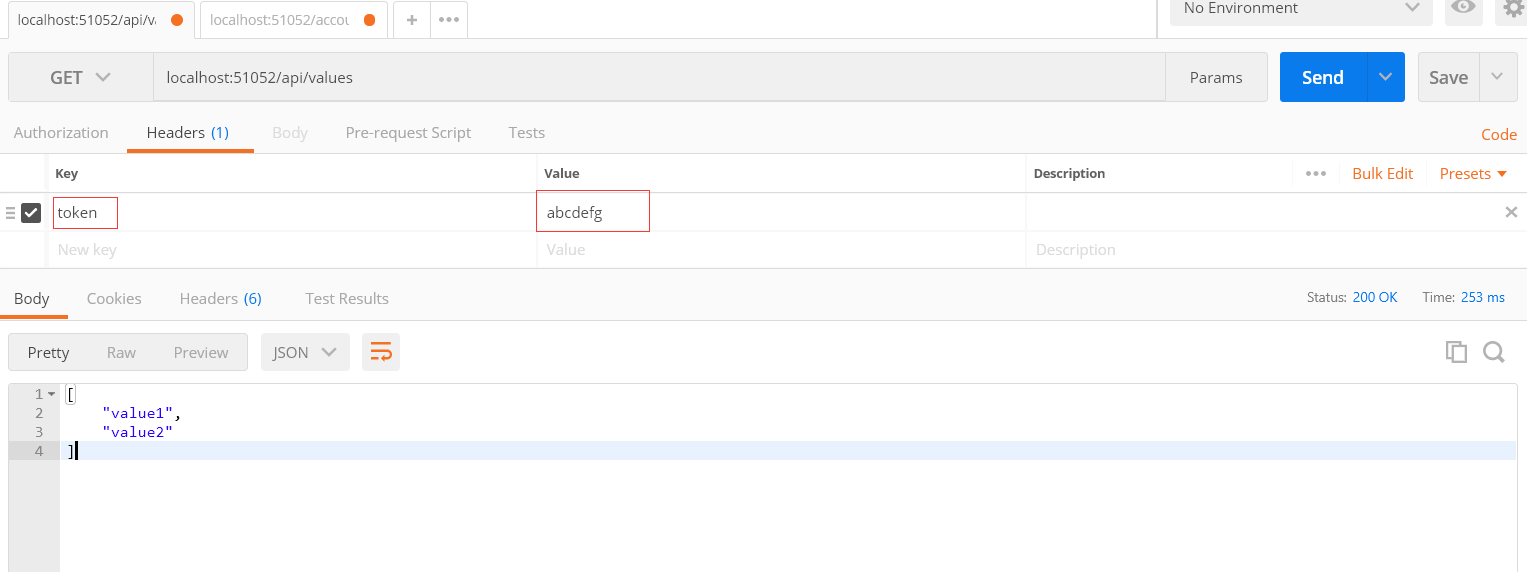 localhost:51052/api/va
localhost:51052/accou
No Environment
GET
localhost:51052/api/values
Params
Send
Save
Authorization
Headers (1)
Body
Pre-request Script
Tests
Code
Key
Value
Description
Bulk Edit
Presets
token
abcdefg
New key
Value
Description
Body
Cookies
Headers (6)
Test Results
Status: 200 OK
Time: 253 ms
Pretty
Raw
Preview
JSON
1 [
2 "value1",
3 "value2"
4 ]